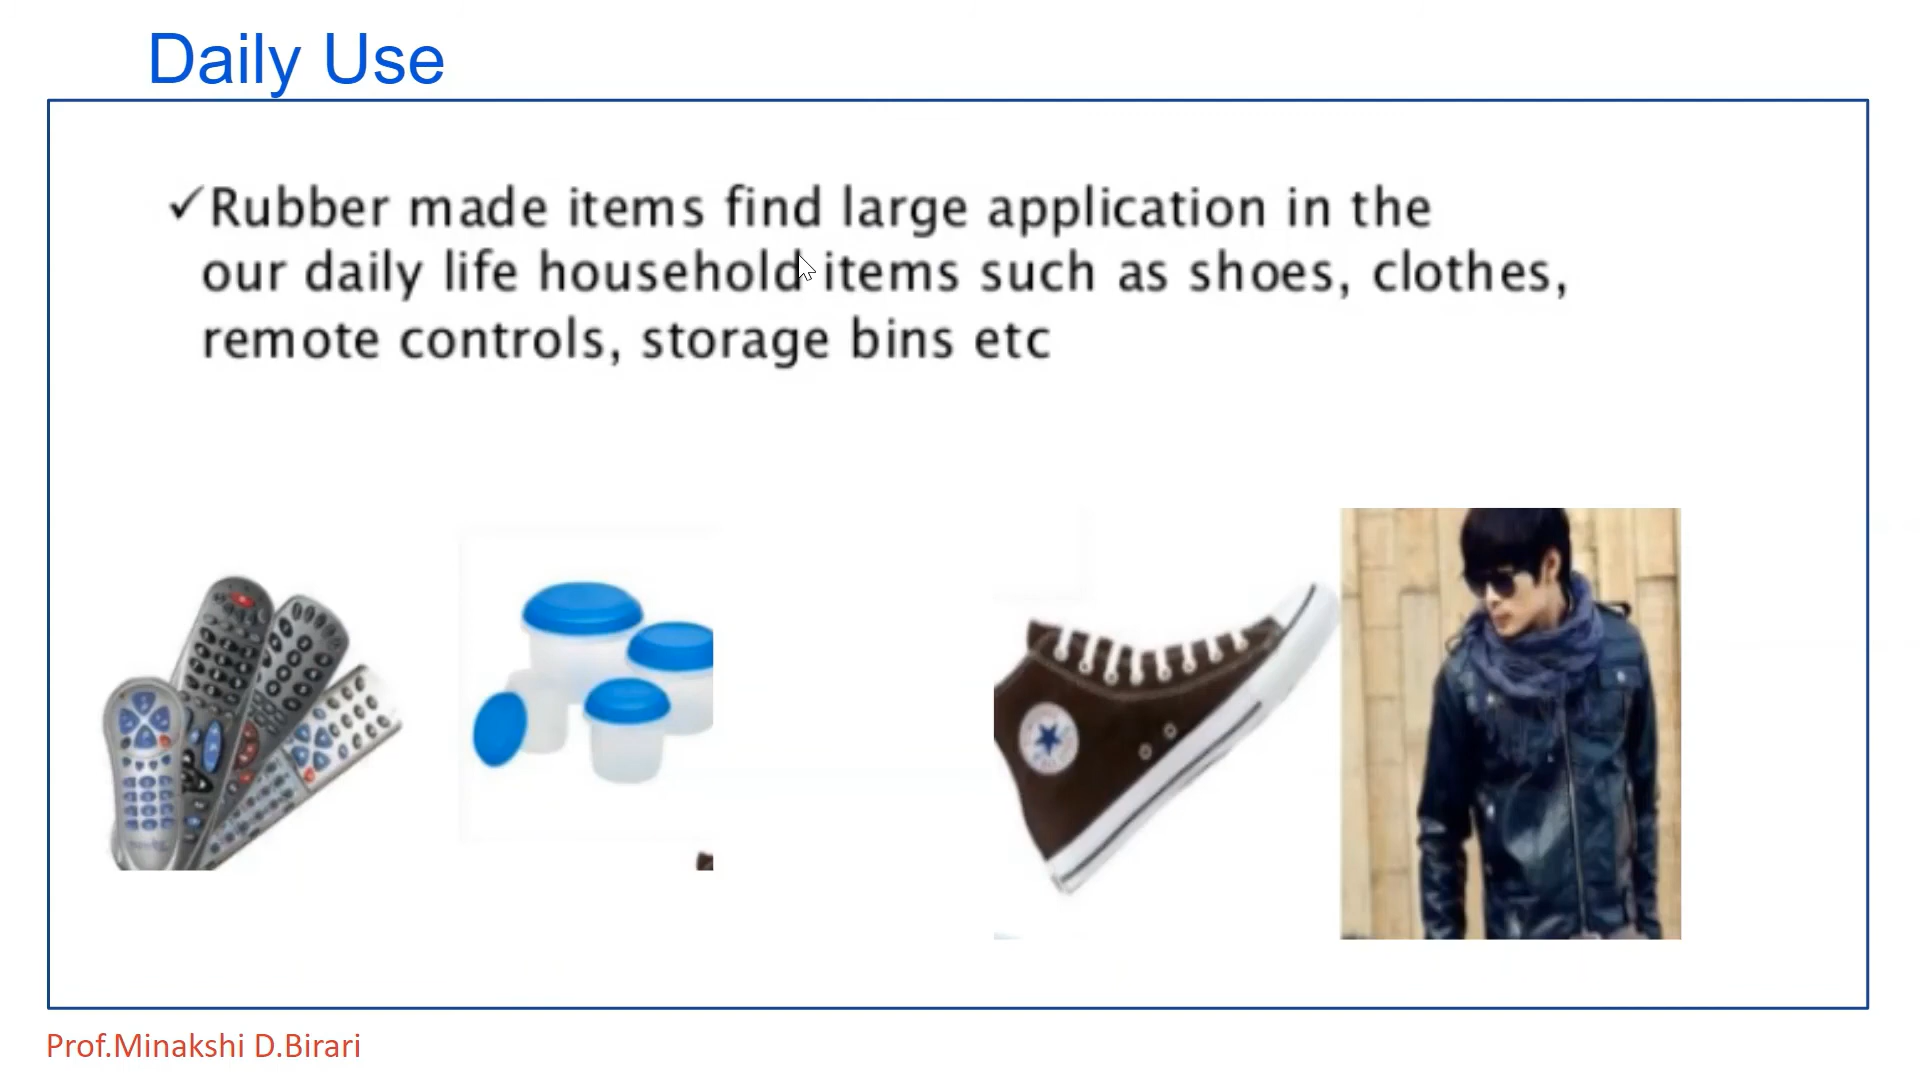 Daily Use
✓Rubber made items find large application in the
our daily life household items such as shoes, clothes,
remote controls, storage bins etc
Prof.Minakshi D.Birari